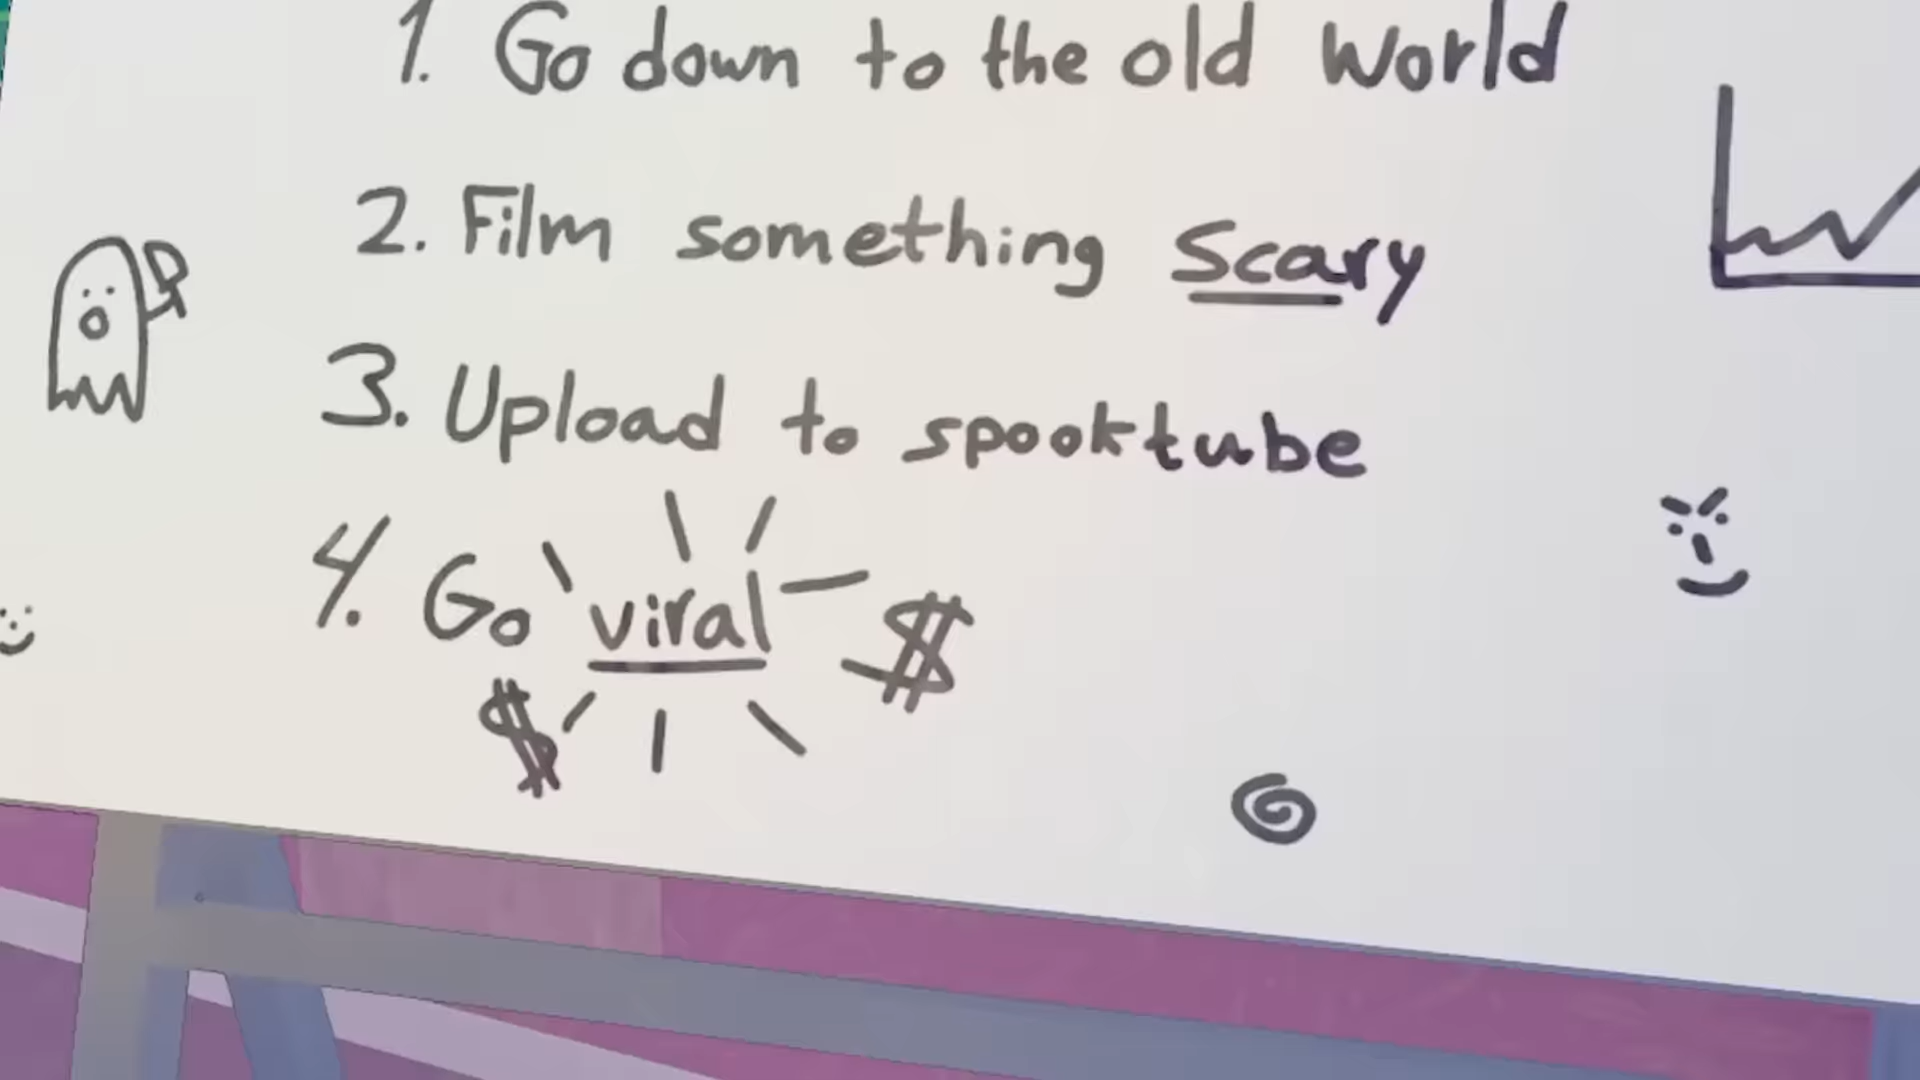 1. Go down to the old World
2. Film something Scary
3. Upload to spooktube
4. Go viral $
$